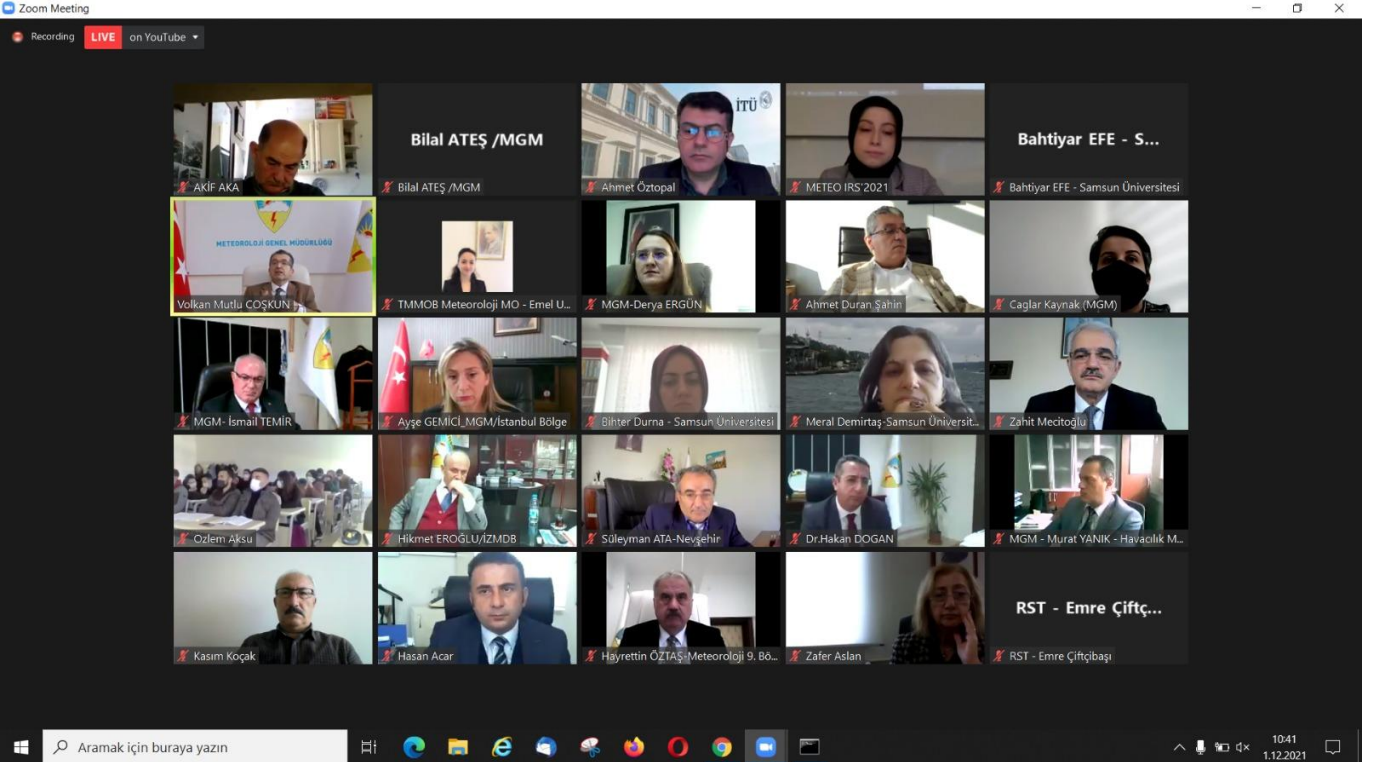 Zoom Meeting
Recording
LIVE
on YouTube
AKİF AKA
Bilal ATEŞ /MGM
Bilal ATEŞ /MGM
İTÜ
Ahmet Öztopal
METEO IRS'2021
Bahtiyar EFE - S...
Bahtiyar EFE - Samsun Üniversitesi
METEOROLOJİ GENEL MÜDÜRLÜĞÜ
Volkan Mutlu COŞKUN
TMMOB Meteoroloji MO - Emel U...
MGM-Derya ERGÜN
Ahmet Duran Şahin
Caglar Kaynak (MGM)
MGM- İsmail TEMİR
Ayşe GEMİCİ_MGM/İstanbul Bölge
Bihter Durna - Samsun Üniversitesi
Meral Demirtaş-Samsun Üniversit...
Zahit Mecitoğlu
Ozlem Aksu
Hikmet EROĞLU/İZMDB
Süleyman ATA-Nevşehir
Dr.Hakan DOGAN
MGM - Murat YANIK - Havacılık M...
Kasım Koçak
Hasan Acar
Hayrettin ÖZTAŞ-Meteoroloji 9. Bö...
Zafer Aslan
RST - Emre Çiftç...
RST - Emre Çiftçibaşı
Aramak için buraya yazın
10:41
1.12.2021